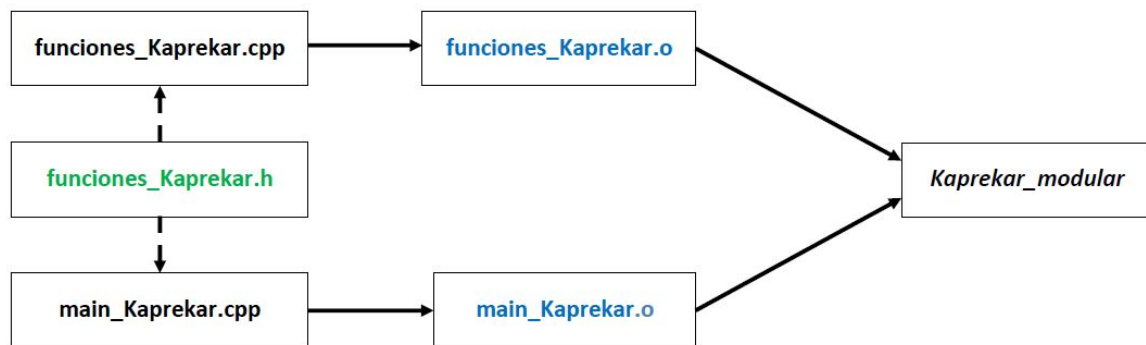 funciones_Kaprekar.cpp
funciones_Kaprekar.o
funciones_Kaprekar.h
Kaprekar_modular
main_Kaprekar.cpp
main_Kaprekar.o